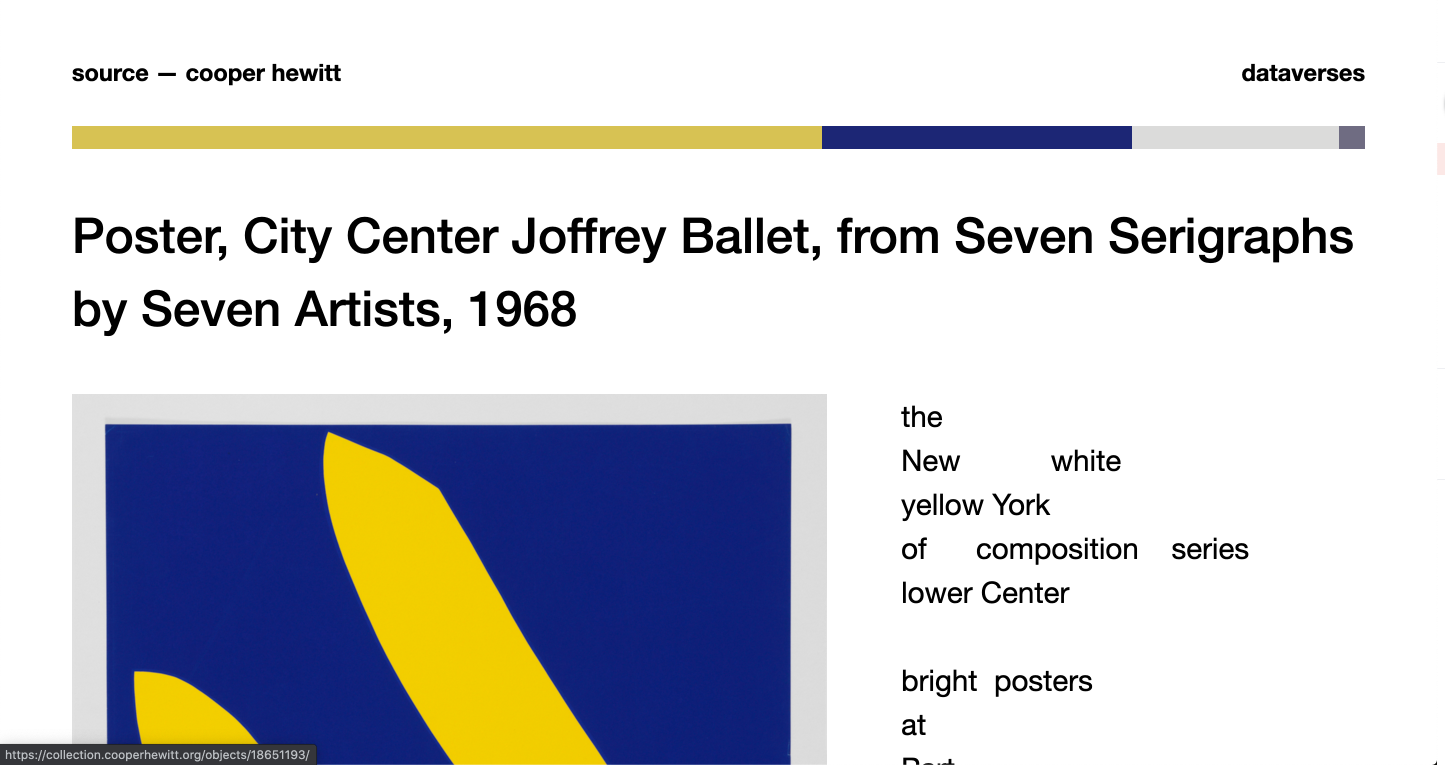 source — cooper hewitt
dataverses
Poster, City Center Joffrey Ballet, from Seven Serigraphs
by Seven Artists, 1968
the
New white
yellow York
of composition series
lower Center
bright posters
at
https://collection.cooperhewitt.org/objects/18651193/